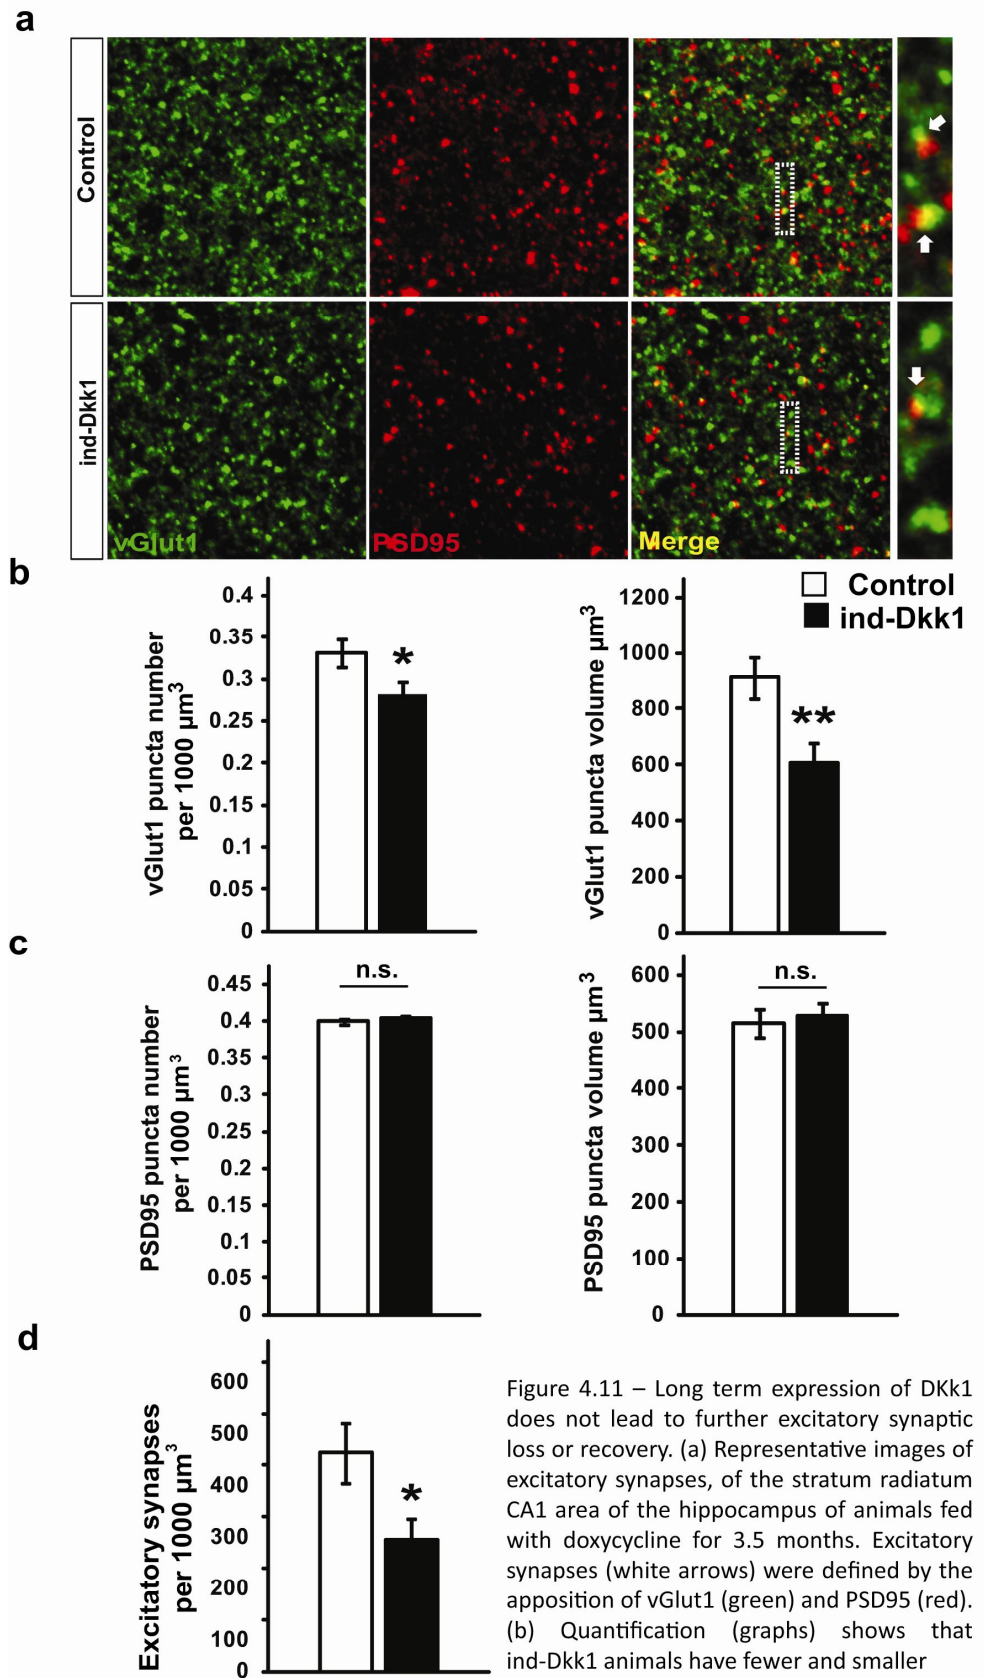 a
Control
ind-Dkk1
vGlut1
PSD95
Merge
b
vGlut1 puncta number
per 1000 µm³
0.4
0.35
0.3
0.25
0.2
0.15
0.1
0.05
0
*
vGlut1 puncta volume µm³
1200
1000
800
600
400
200
0
**
Control
ind-Dkk1
c
PSD95 puncta number
per 1000 µm³
0.45
0.4
0.35
0.3
0.25
0.2
0.15
0.1
0.05
0
n.s.
PSD95 puncta volume µm³
600
500
400
300
200
100
0
n.s.
d
Excitatory synapses
per 1000 µm³
600
500
400
300
200
100
0
*
Figure 4.11 – Long term expression of DKk1
does not lead to further excitatory synaptic
loss or recovery. (a) Representative images of
excitatory synapses, of the stratum radiatum
CA1 area of the hippocampus of animals fed
with doxycycline for 3.5 months. Excitatory
synapses (white arrows) were defined by the
apposition of vGlut1 (green) and PSD95 (red).
(b) Quantification (graphs) shows that
ind-Dkk1 animals have fewer and smaller